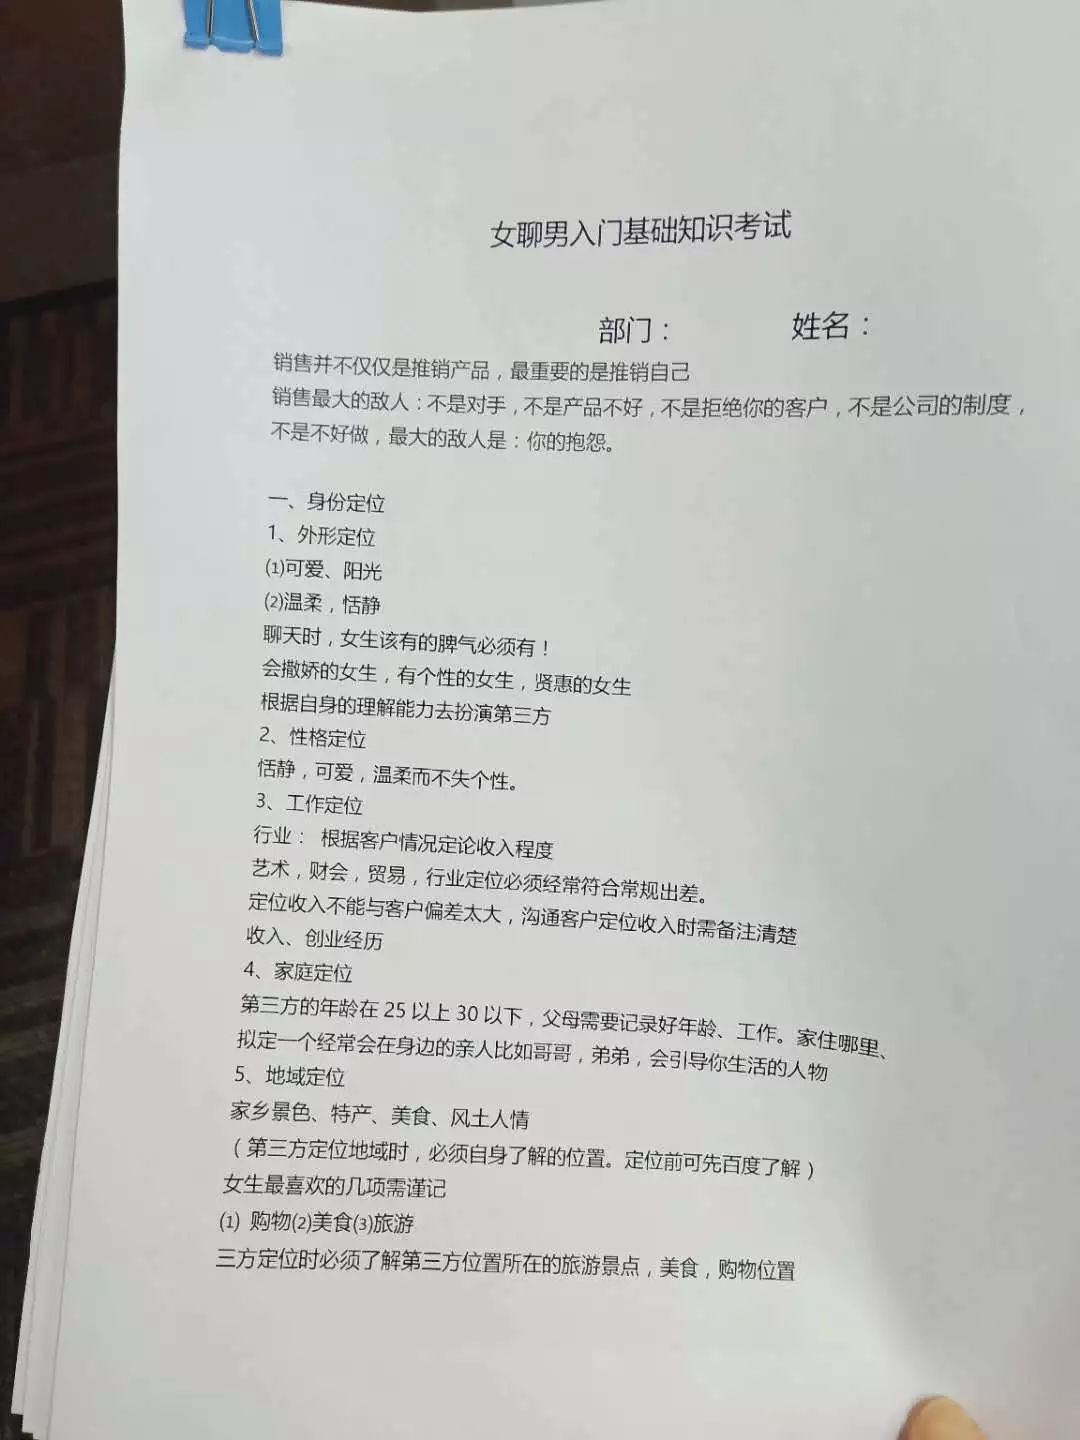 女聊男入门基础知识考试
部门： 姓名：
销售并不仅仅是推销产品，最重要的是推销自己
销售最大的敌人：不是对手，不是产品不好，不是拒绝你的客户，不是公司的制度，
不是不好做，最大的敌人是：你的抱怨。
一、身份定位
1、外形定位
⑴可爱、阳光
⑵温柔，恬静
聊天时，女生该有的脾气必须有！
会撒娇的女生，有个性的女生，贤惠的女生
根据自身的理解能力去扮演第三方
2、性格定位
恬静，可爱，温柔而不失个性。
3、工作定位
行业： 根据客户情况定论收入程度
艺术，财会，贸易，行业定位必须经常符合常规出差。
定位收入不能与客户偏差太大，沟通客户定位收入时需备注清楚
收入、创业经历
4、家庭定位
第三方的年龄在 25 以上 30 以下，父母需要记录好年龄、工作。家住哪里、
拟定一个经常会在身边的亲人比如哥哥，弟弟，会引导你生活的人物
5、地域定位
家乡景色、特产、美食、风土人情
（第三方定位地域时，必须自身了解的位置。定位前可先百度了解）
女生最喜欢的几项需谨记
⑴ 购物⑵美食⑶旅游
三方定位时必须了解第三方位置所在的旅游景点，美食，购物位置